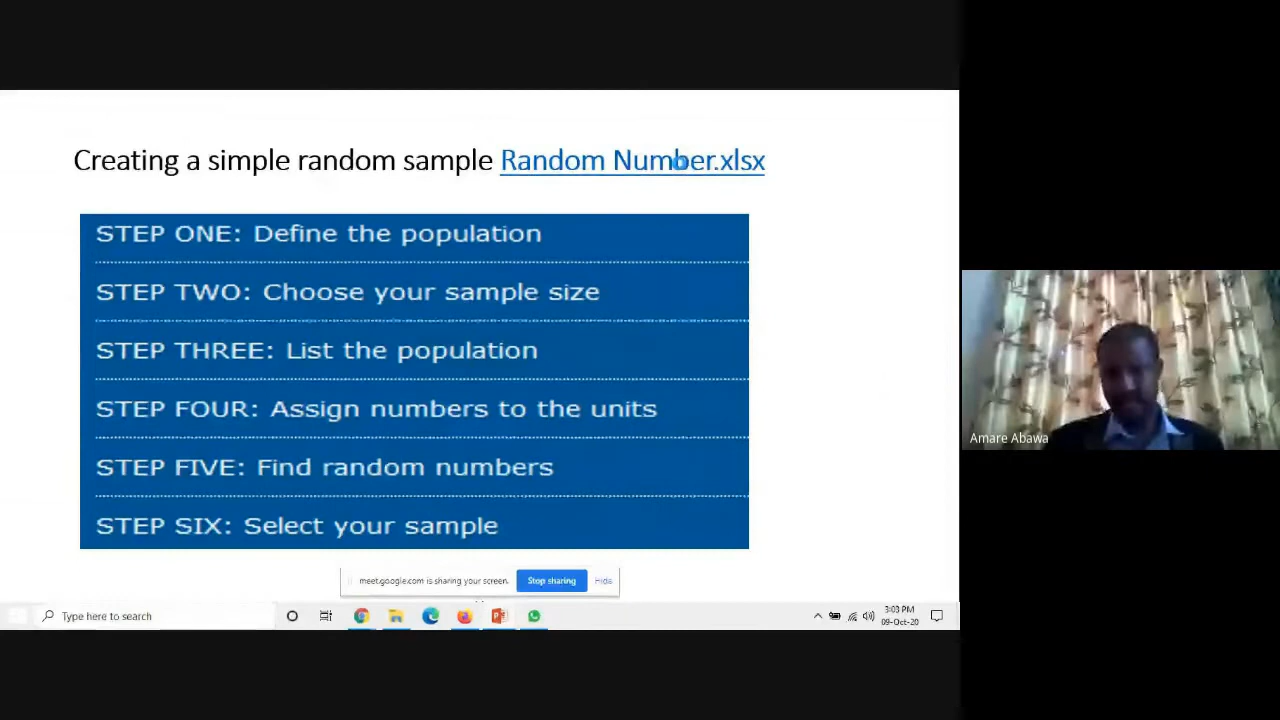 Creating a simple random sample Random Number.xlsx
STEP ONE: Define the population
STEP TWO: Choose your sample size
STEP THREE: List the population
STEP FOUR: Assign numbers to the units
STEP FIVE: Find random numbers
STEP SIX: Select your sample
Amare Abawa
meet.google.com is sharing your screen. Stop sharing Hide
Type here to search
3:03 PM
09-Oct-20